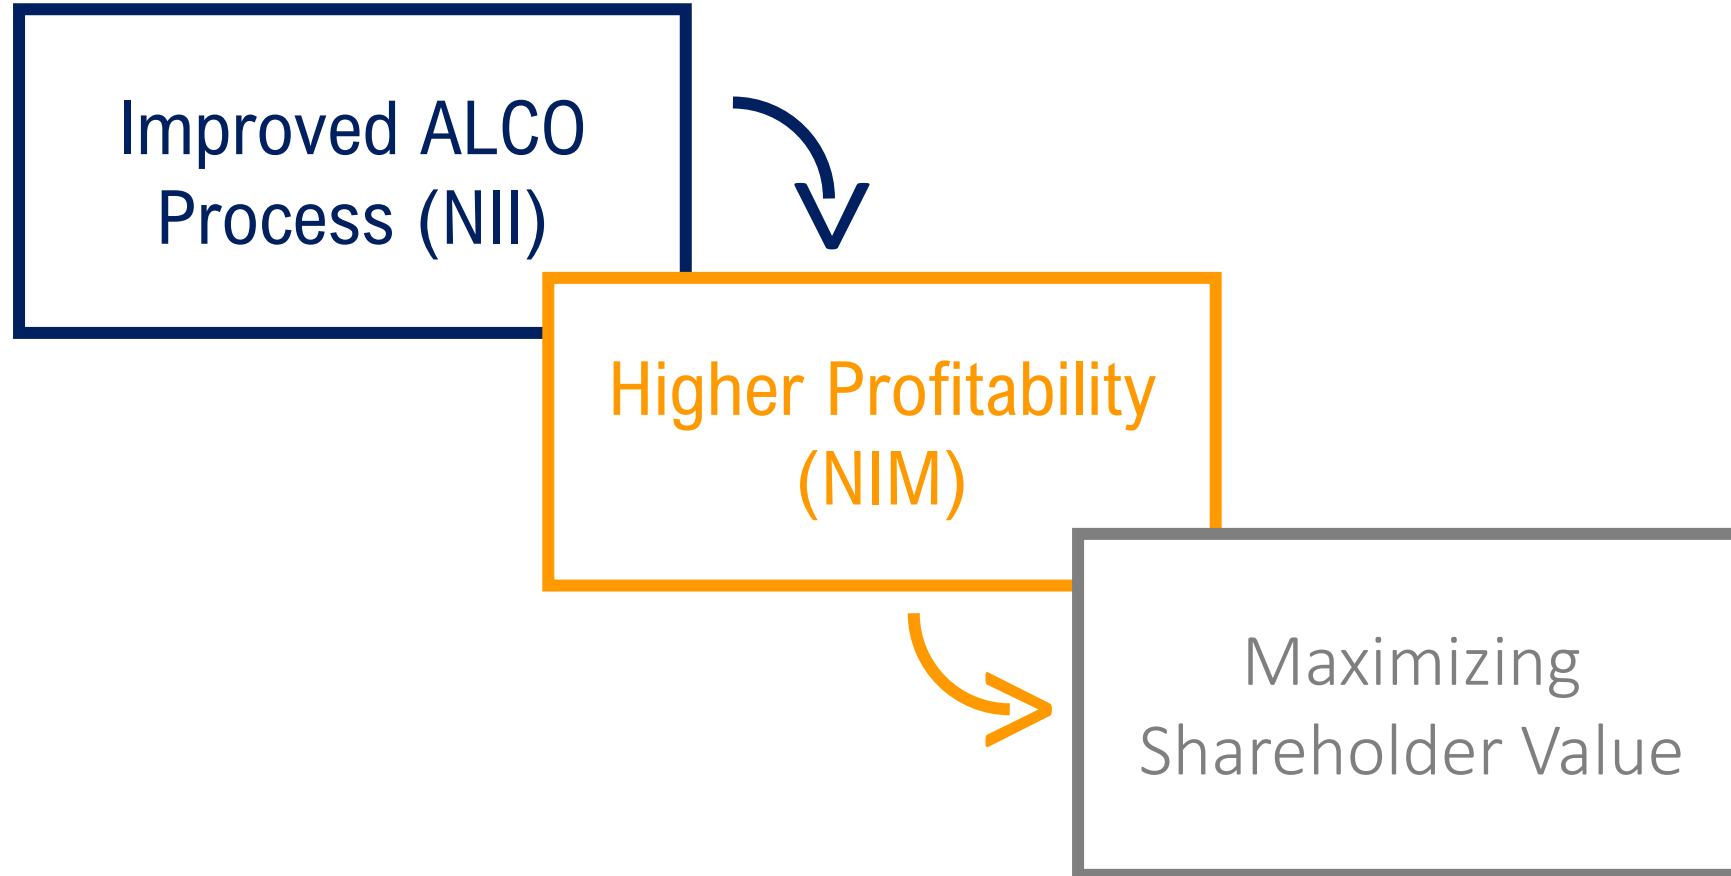 Improved ALCO
Process (NII)
Higher Profitability
(NIM)
Maximizing
Shareholder Value